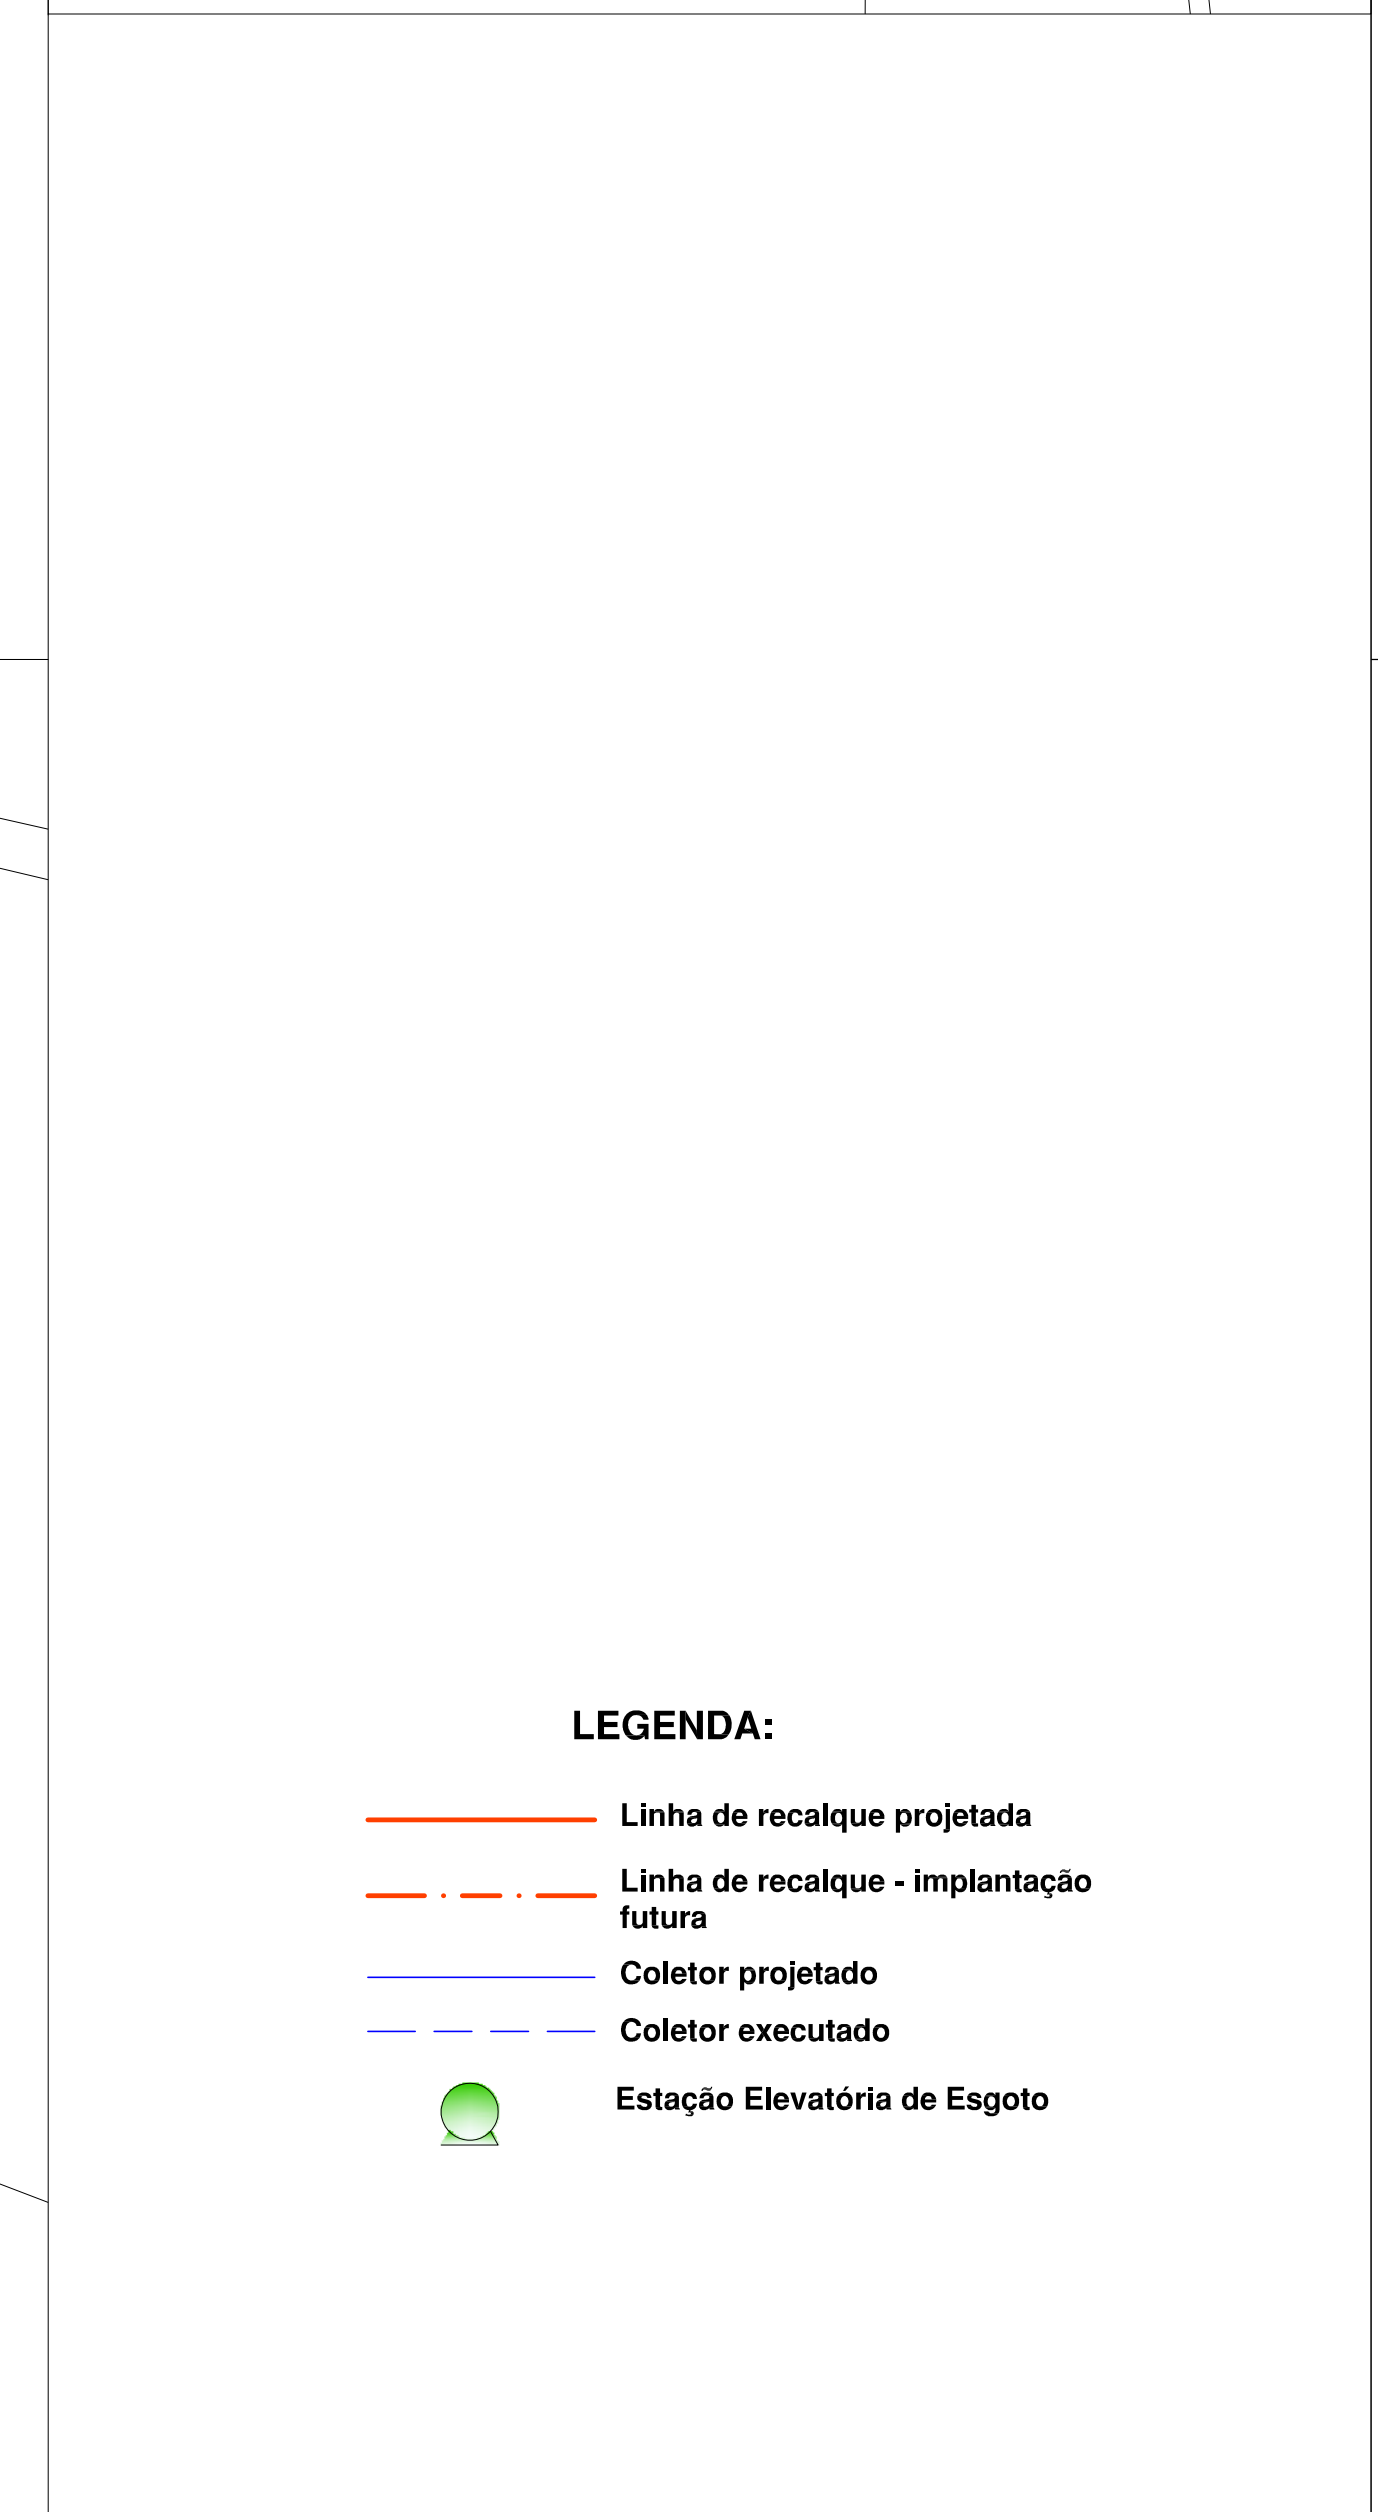 LEGENDA:
Linha de recalque projetada
Linha de recalque - implantação
futura
Coletor projetado
Coletor executado
Estação Elevatória de Esgoto